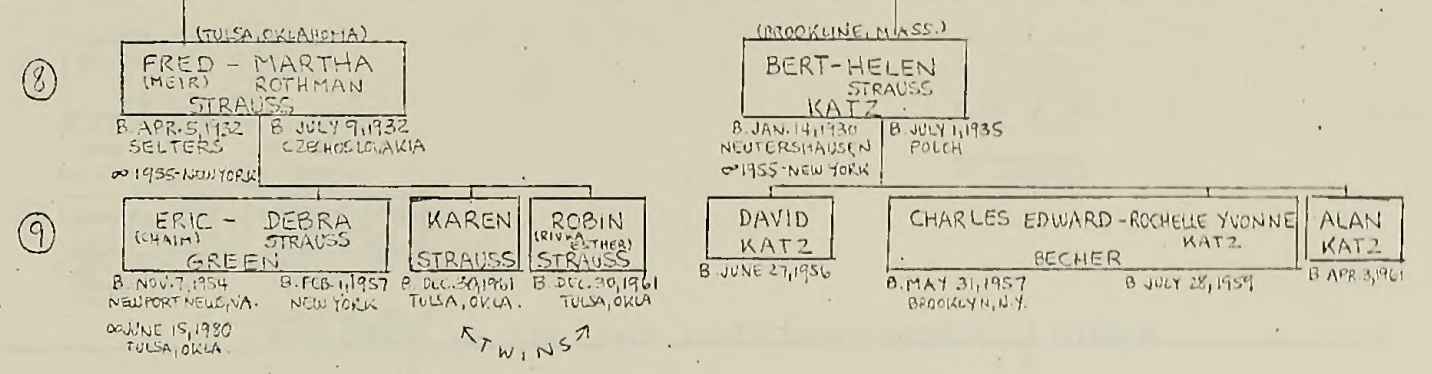 (TULSA, OKLAHOMA)
⑧
FRED - MARTHA
(MEIR) ROTHMAN
STRAUSS
B. APR. 5, 1932 B. JULY 9, 1932
SELTERS CZECHOSLOVAKIA
∞ 1955-NEW YORK
(BROOKLINE, MASS.)
BERT-HELEN
STRAUSS
KATZ
B. JAN. 14, 1930 B. JULY 1, 1935
NEUTERSHAUSEN POLCH
∞ 1955-NEW YORK
⑨
ERIC - DEBRA
(CHAIM) STRAUSS
GREEN
B. NOV. 7, 1954 B. FEB. 1, 1957
NEWPORT NEWS, VA. NEW YORK
∞ JUNE 15, 1980
TULSA, OKLA.
KAREN
STRAUSS
B. DEC. 30, 1961
TULSA, OKLA.
ROBIN
(RIVKA
ESTHER)
STRAUSS
B. DEC. 30, 1961
TULSA, OKLA
TWINS
DAVID
KATZ
B. JUNE 27, 1956
CHARLES EDWARD-ROCHELLE YVONNE
KATZ
BECHER
B. MAY 31, 1957 B JULY 28, 1959
BROOKLYN, N.Y.
ALAN
KATZ
B APR. 3, 1961